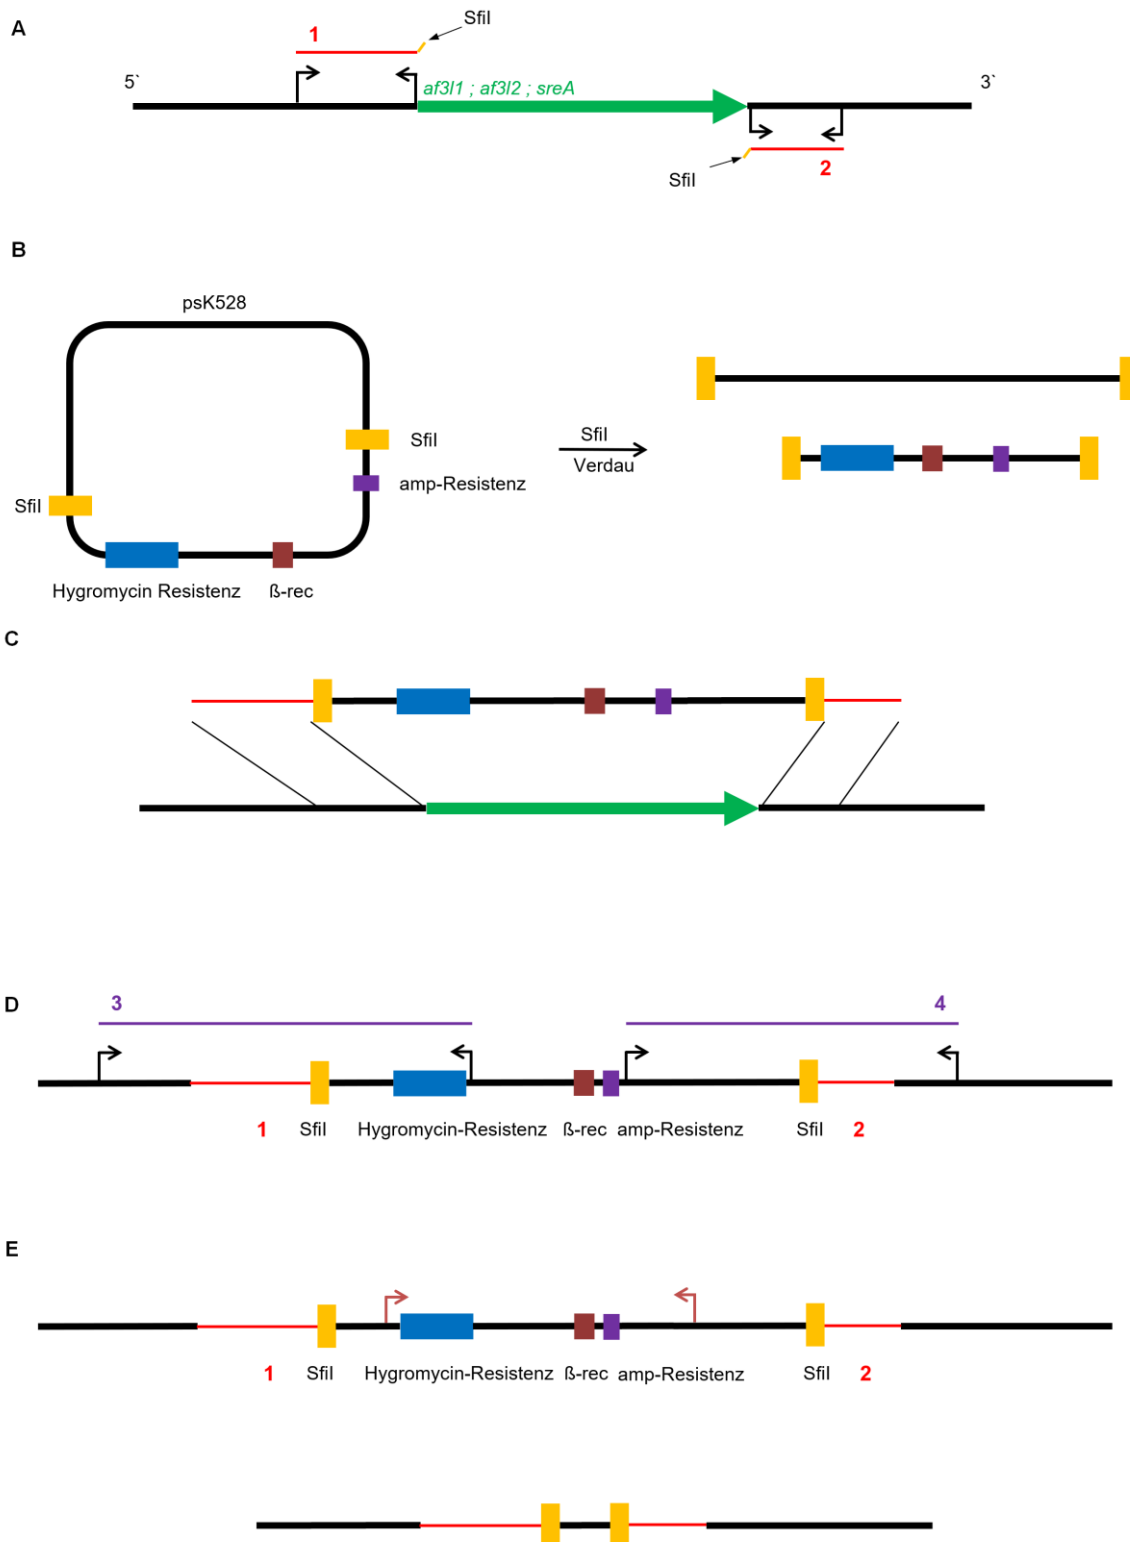 A
SfiI
1
5`
3`
af3l1 ; af3l2 ; sreA
SfiI
2
B
psK528
SfiI
SfiI
Verdau
amp-Resistenz
SfiI
Hygromycin Resistenz ß-rec
C
D
3
4
1 SfiI Hygromycin-Resistenz ß-rec amp-Resistenz SfiI 2
E
1 SfiI Hygromycin-Resistenz ß-rec amp-Resistenz SfiI 2